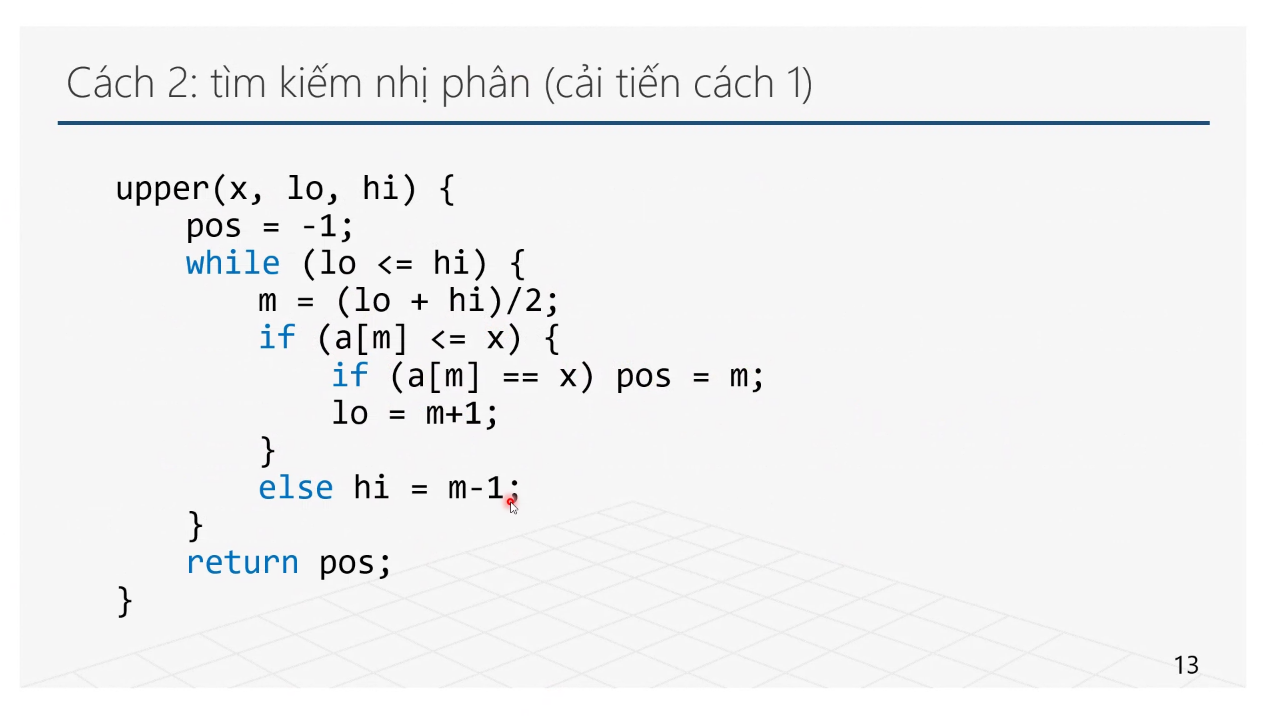 Cách 2: tìm kiếm nhị phân (cải tiến cách 1)
upper(x, lo, hi) {
    pos = -1;
    while (lo <= hi) {
        m = (lo + hi)/2;
        if (a[m] <= x) {
            if (a[m] == x) pos = m;
            lo = m+1;
        }
        else hi = m-1;
    }
    return pos;
}
13